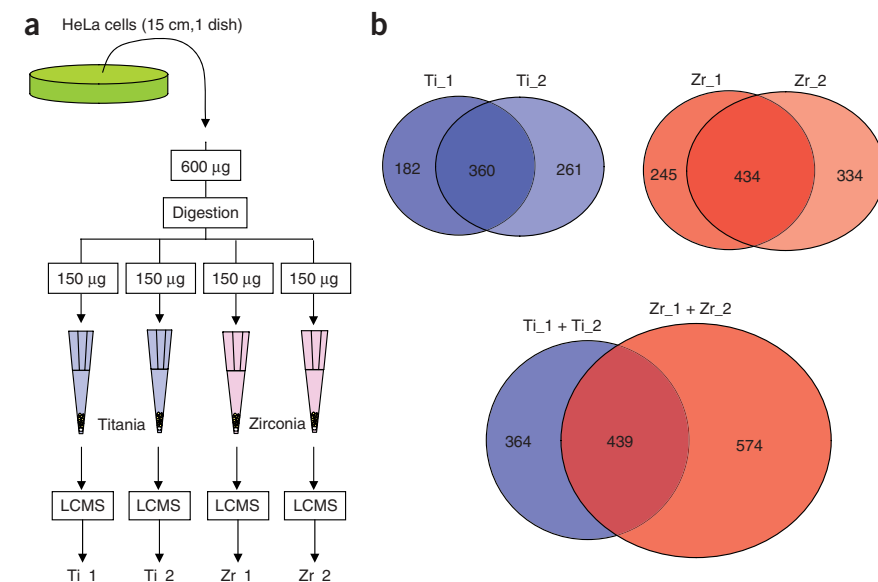 a
HeLa cells (15 cm,1 dish)
600 μg
Digestion
150 μg 150 μg 150 μg 150 μg
Titania Zirconia
LCMS LCMS LCMS LCMS
Ti_1 Ti_2 Zr_1 Zr_2
b
Ti_1 Ti_2
182 360 261
Zr_1 Zr_2
245 434 334
Ti_1 + Ti_2 Zr_1 + Zr_2
364 439 574